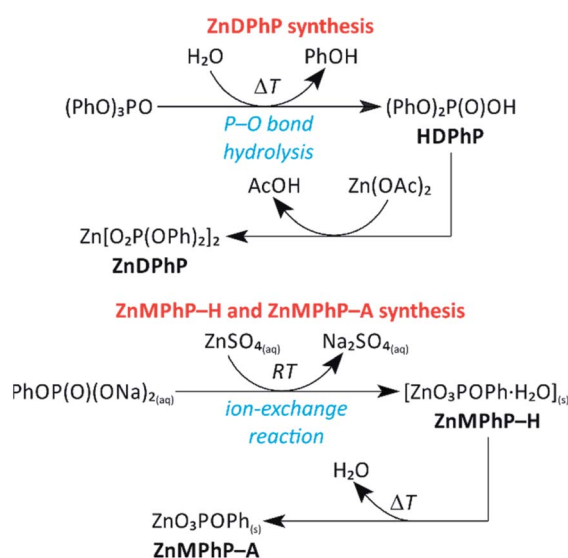 ZnDPhP synthesis
H₂O PhOH
ΔT
(PhO)₃PO (PhO)₂P(O)OH
P–O bond HDPhP
hydrolysis
AcOH Zn(OAc)₂
Zn[O₂P(OPh)₂]₂
ZnDPhP
ZnMPhP–H and ZnMPhP–A synthesis
ZnSO₄(aq) Na₂SO₄(aq)
RT
PhOP(O)(ONa)₂(aq) [ZnO₃POPh·H₂O](s)
ion-exchange ZnMPhP–H
reaction
H₂O
ΔT
ZnO₃POPh(s)
ZnMPhP–A